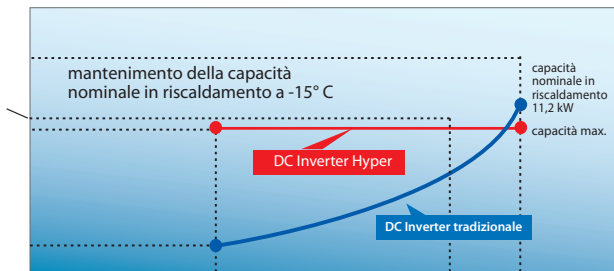 mantenimento della capacità
nominale in riscaldamento a -15° C
capacità
nominale in
riscaldamento
11,2 kW
capacità max.
DC Inverter Hyper
DC Inverter tradizionale